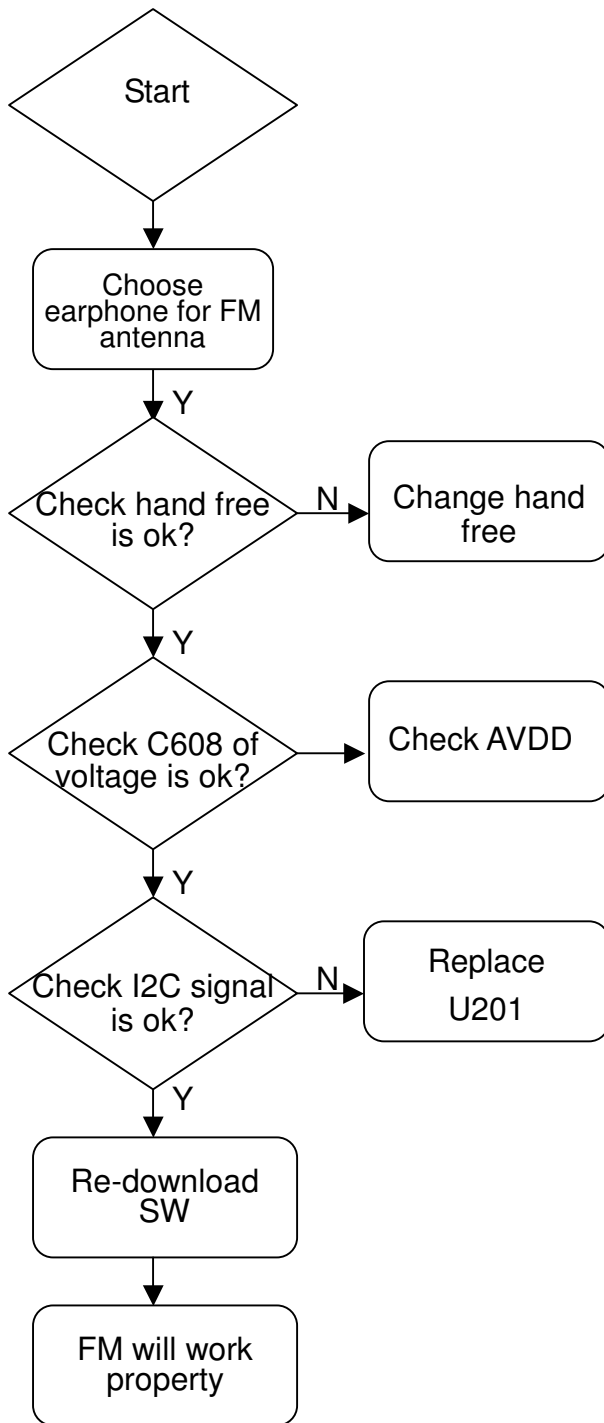 Start
Choose
earphone for FM
antenna
Y
Check hand free
is ok?
N
Change hand
free
Y
Check C608 of
voltage is ok?
Check AVDD
Y
Check I2C signal
is ok?
N
Replace
U201
Y
Re-download
SW
FM will work
property